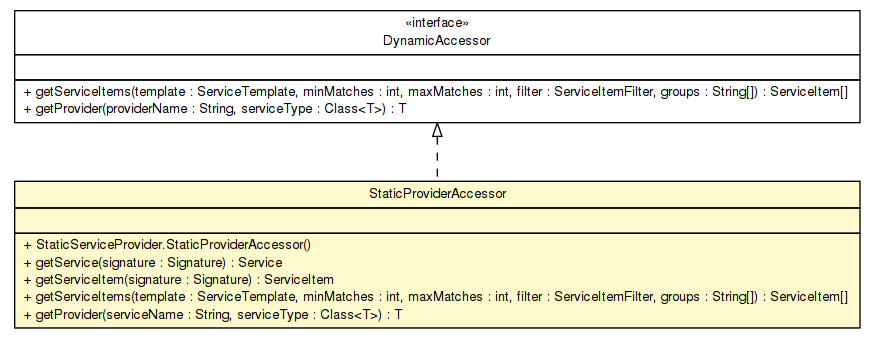 «interface»
DynamicAccessor
+ getServiceItems(template : ServiceTemplate, minMatches : int, maxMatches : int, filter : ServiceItemFilter, groups : String[]) : ServiceItem[]
+ getProvider(providerName : String, serviceType : Class<T>) : T
StaticProviderAccessor
+ StaticServiceProvider.StaticProviderAccessor()
+ getService(signature : Signature) : Service
+ getServiceItem(signature : Signature) : ServiceItem
+ getServiceItems(template : ServiceTemplate, minMatches : int, maxMatches : int, filter : ServiceItemFilter, groups : String[]) : ServiceItem[]
+ getProvider(serviceName : String, serviceType : Class<T>) : T